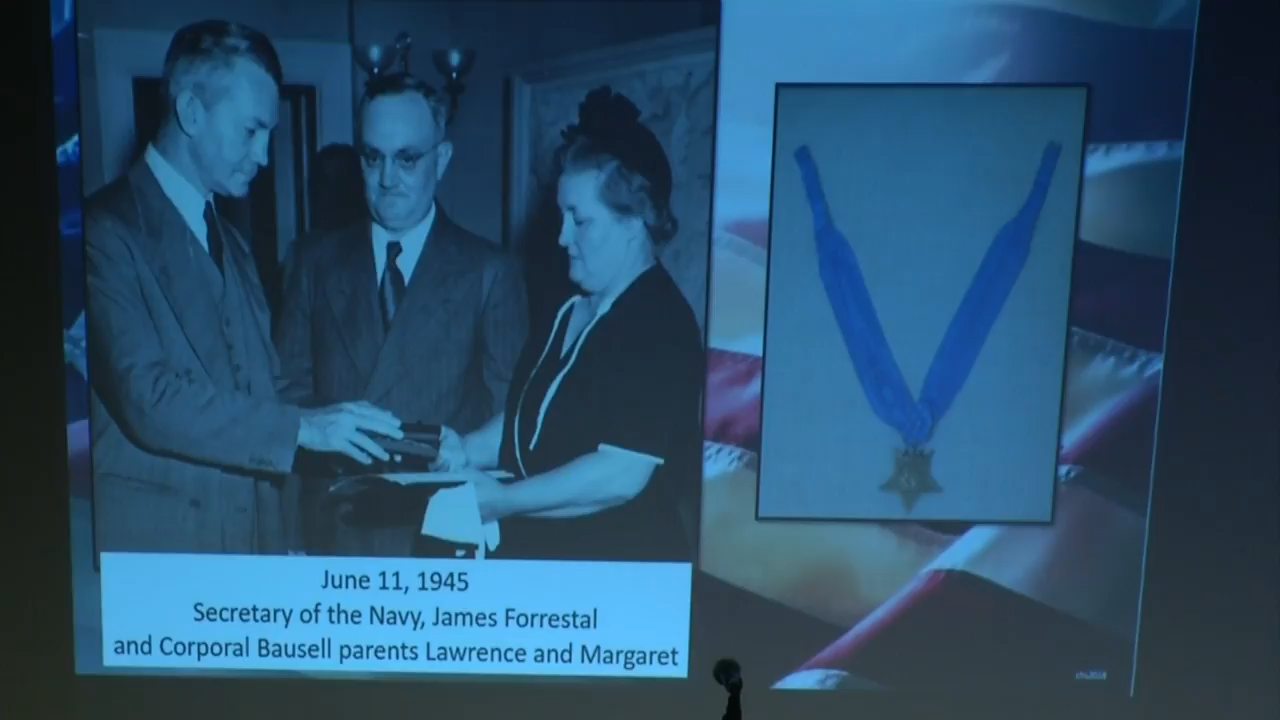 June 11, 1945
Secretary of the Navy, James Forrestal
and Corporal Bausell parents Lawrence and Margaret